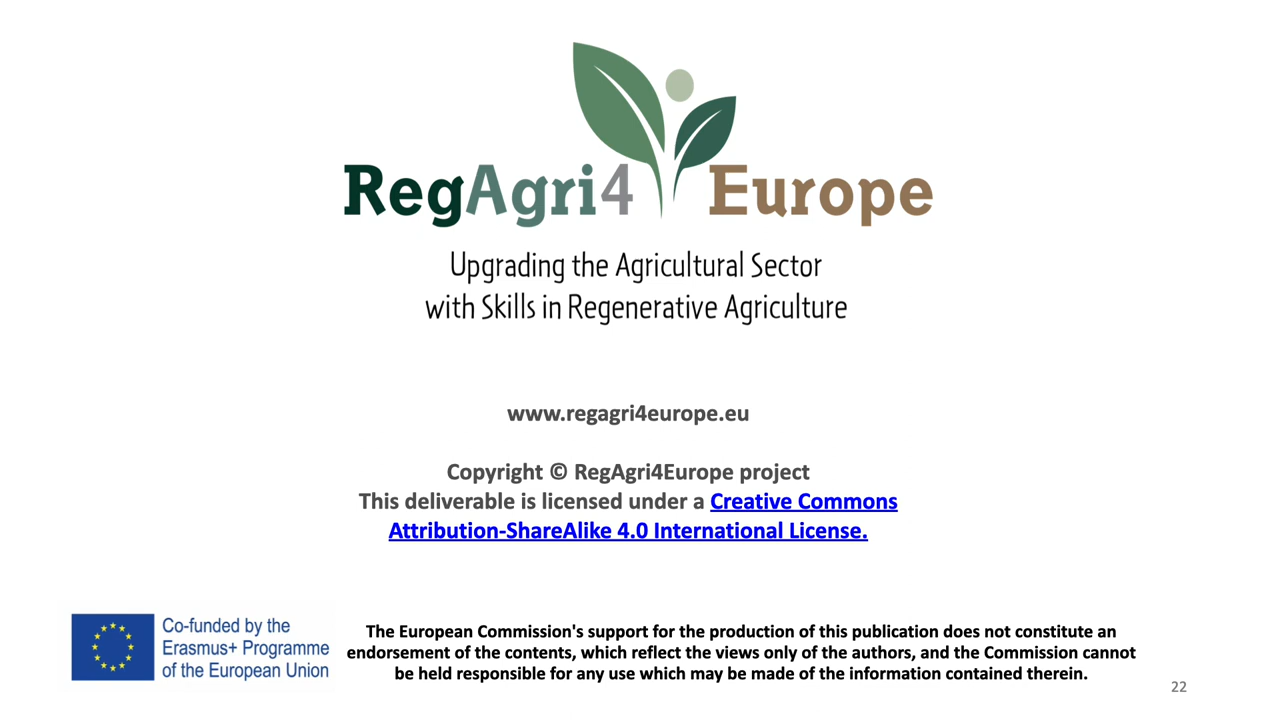 RegAgri4 Europe
Upgrading the Agricultural Sector
with Skills in Regenerative Agriculture
www.regagri4europe.eu
Copyright © RegAgri4Europe project
This deliverable is licensed under a Creative Commons
Attribution-ShareAlike 4.0 International License.
Co-funded by the
Erasmus+ Programme
of the European Union
The European Commission's support for the production of this publication does not constitute an
endorsement of the contents, which reflect the views only of the authors, and the Commission cannot
be held responsible for any use which may be made of the information contained therein.
22